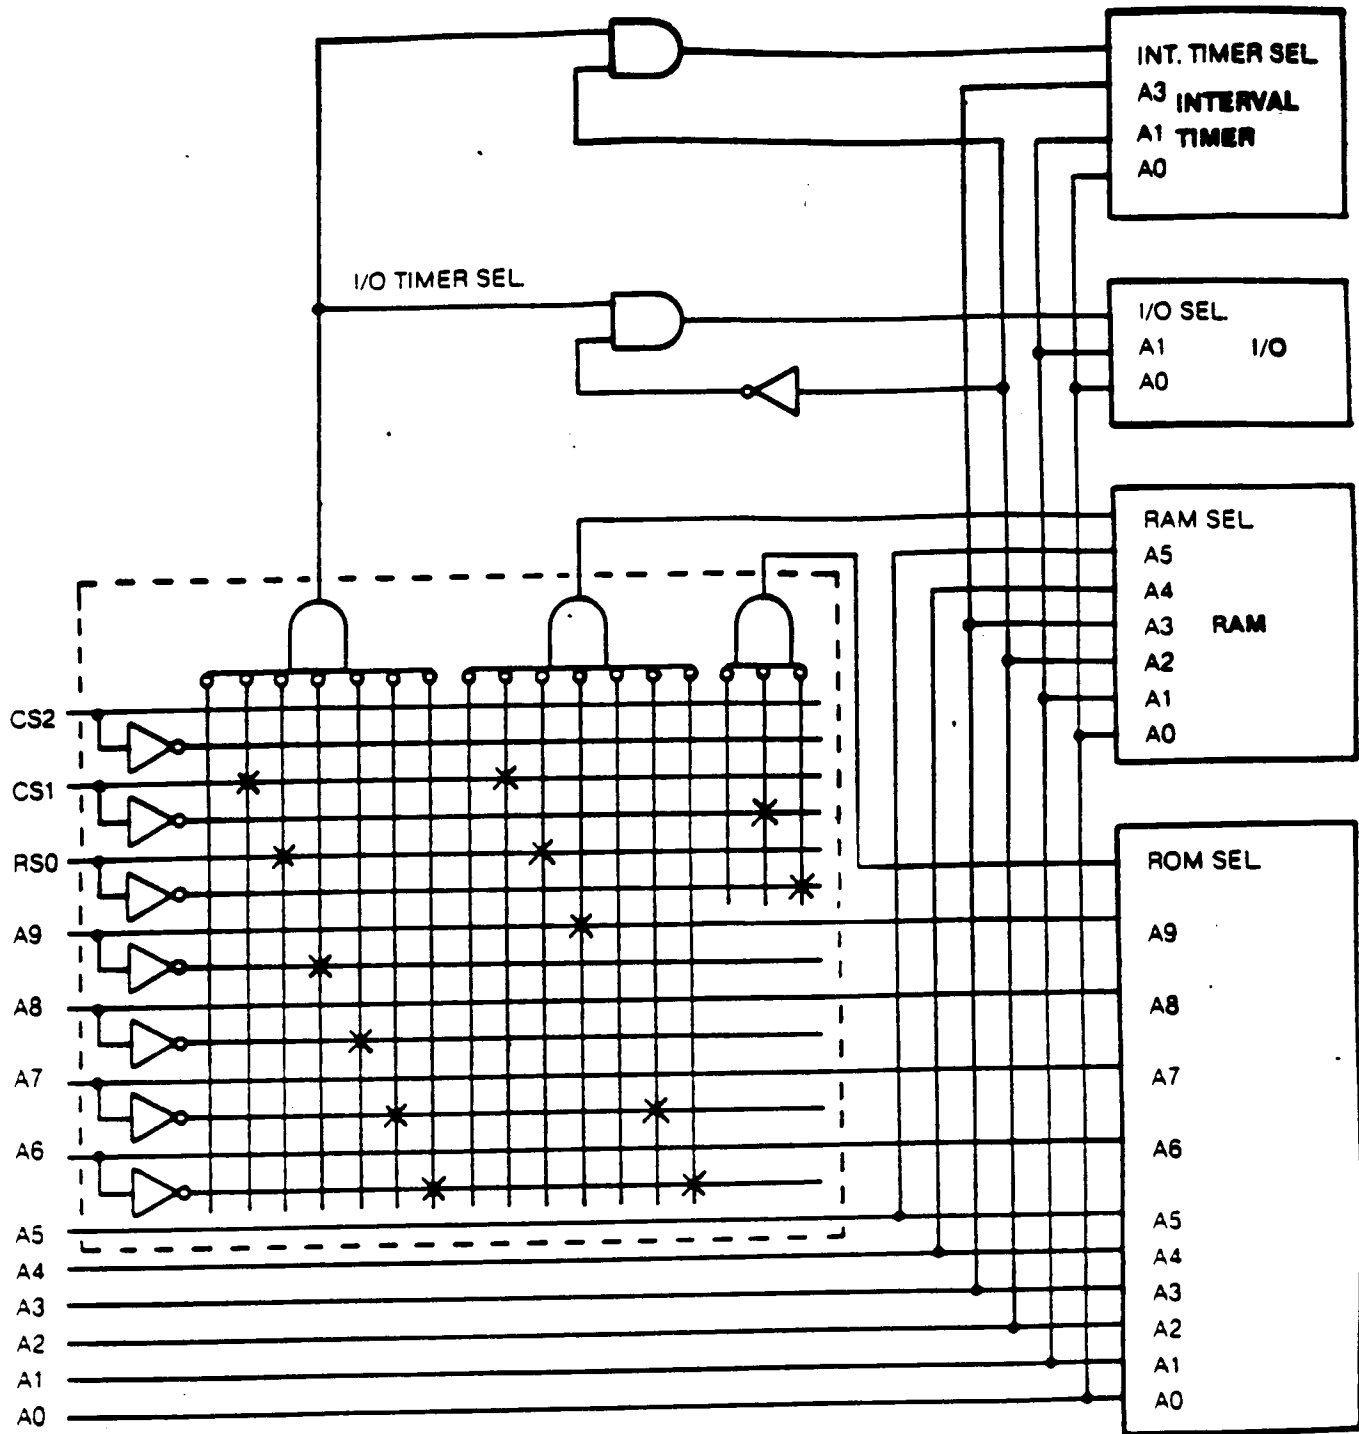 INT. TIMER SEL
A3 INTERVAL
A1 TIMER
A0
I/O TIMER SEL
I/O SEL.
A1 I/O
A0
RAM SEL
A5
A4
A3 RAM
A2
A1
A0
CS2
CS1
RS0
A9
A8
A7
A6
A5
A4
A3
A2
A1
A0
ROM SEL
A9
A8
A7
A6
A5
A4
A3
A2
A1
A0